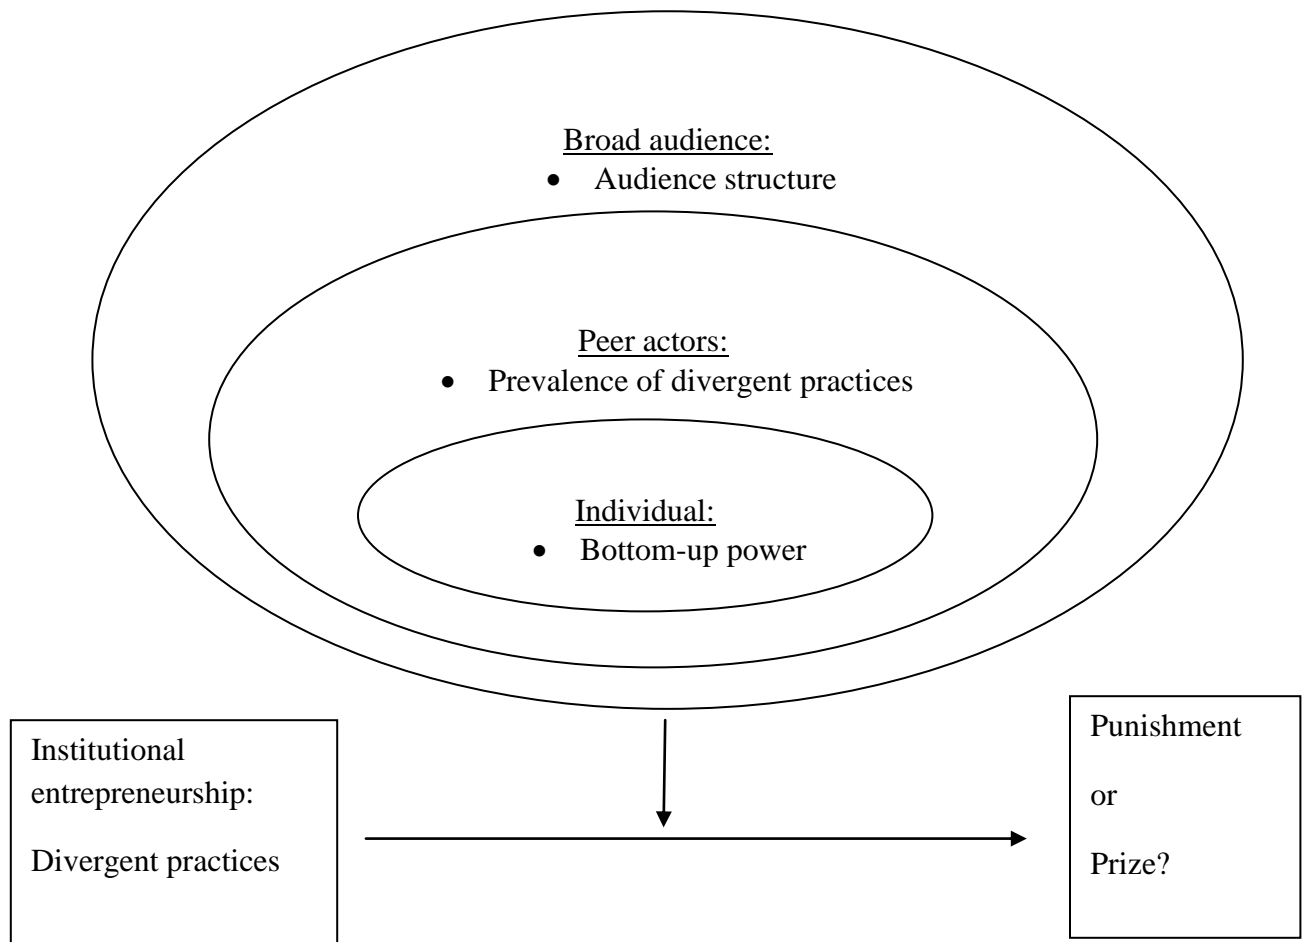 Broad audience:
• Audience structure
Peer actors:
• Prevalence of divergent practices
Individual:
• Bottom-up power
Institutional
entrepreneurship:
Divergent practices
Punishment
or
Prize?